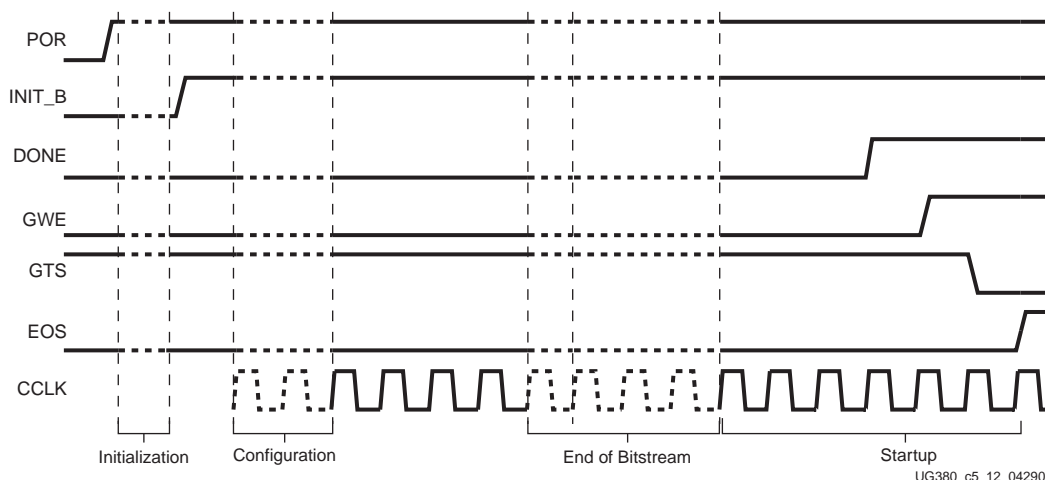 POR
INIT_B
DONE
GWE
GTS
EOS
CCLK
Initialization
Configuration
End of Bitstream
Startup
UG380_c5_12_04290